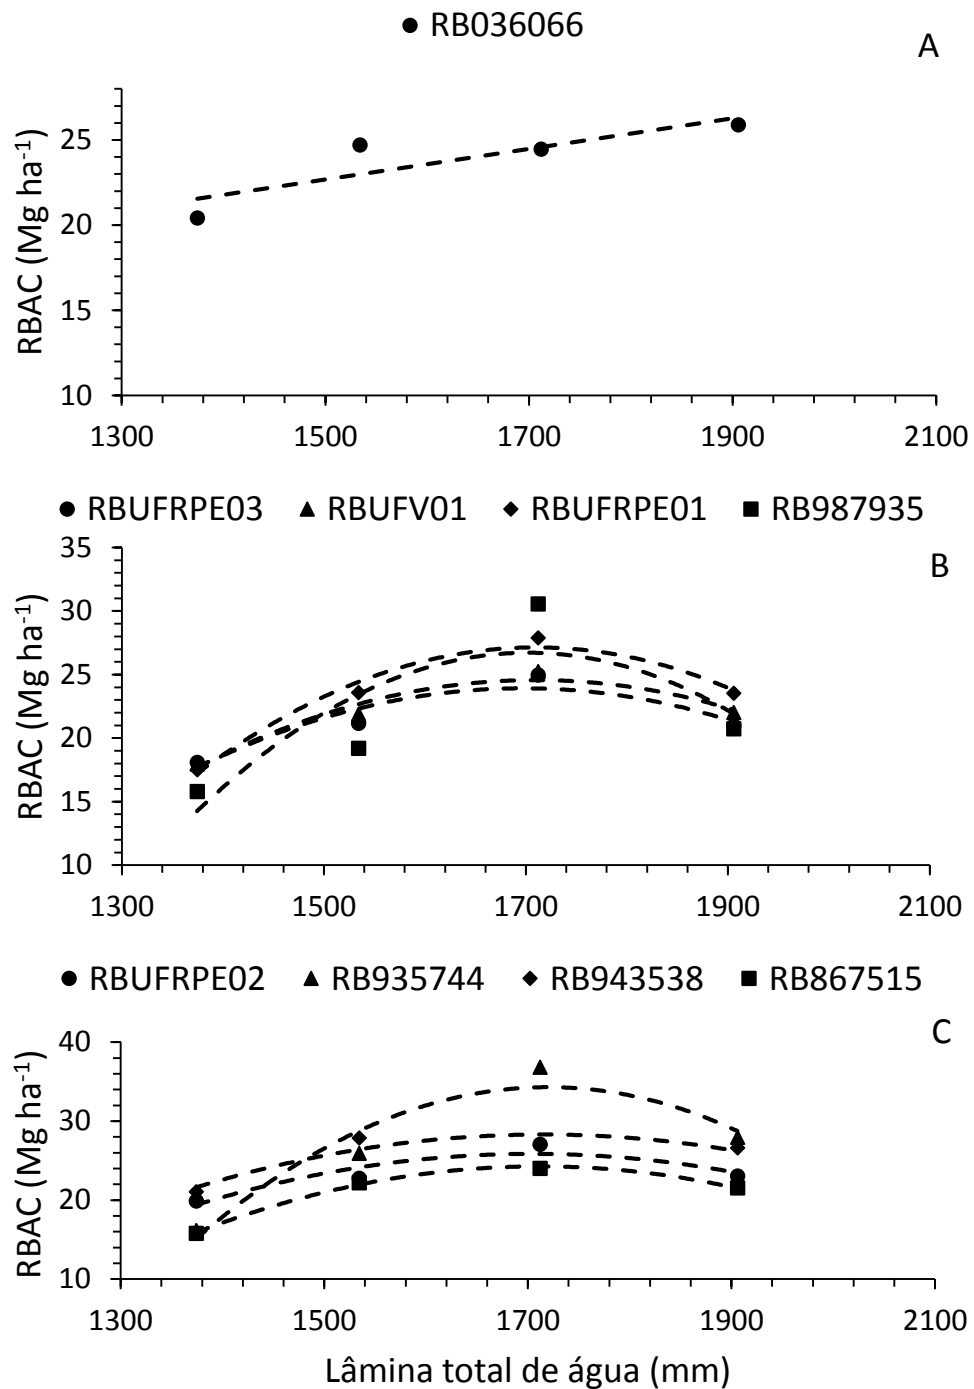 ● RB036066
A
RBAC (Mg ha⁻¹)
25
20
15
10
1300 1500 1700 1900 2100
● RBUFRPE03 ▲ RBUFV01 ◆ RBUFRPE01 ■ RB987935
B
RBAC (Mg ha⁻¹)
35
30
25
20
15
10
1300 1500 1700 1900 2100
● RBUFRPE02 ▲ RB935744 ◆ RB943538 ■ RB867515
C
RBAC (Mg ha⁻¹)
40
30
20
10
1300 1500 1700 1900 2100
Lâmina total de água (mm)